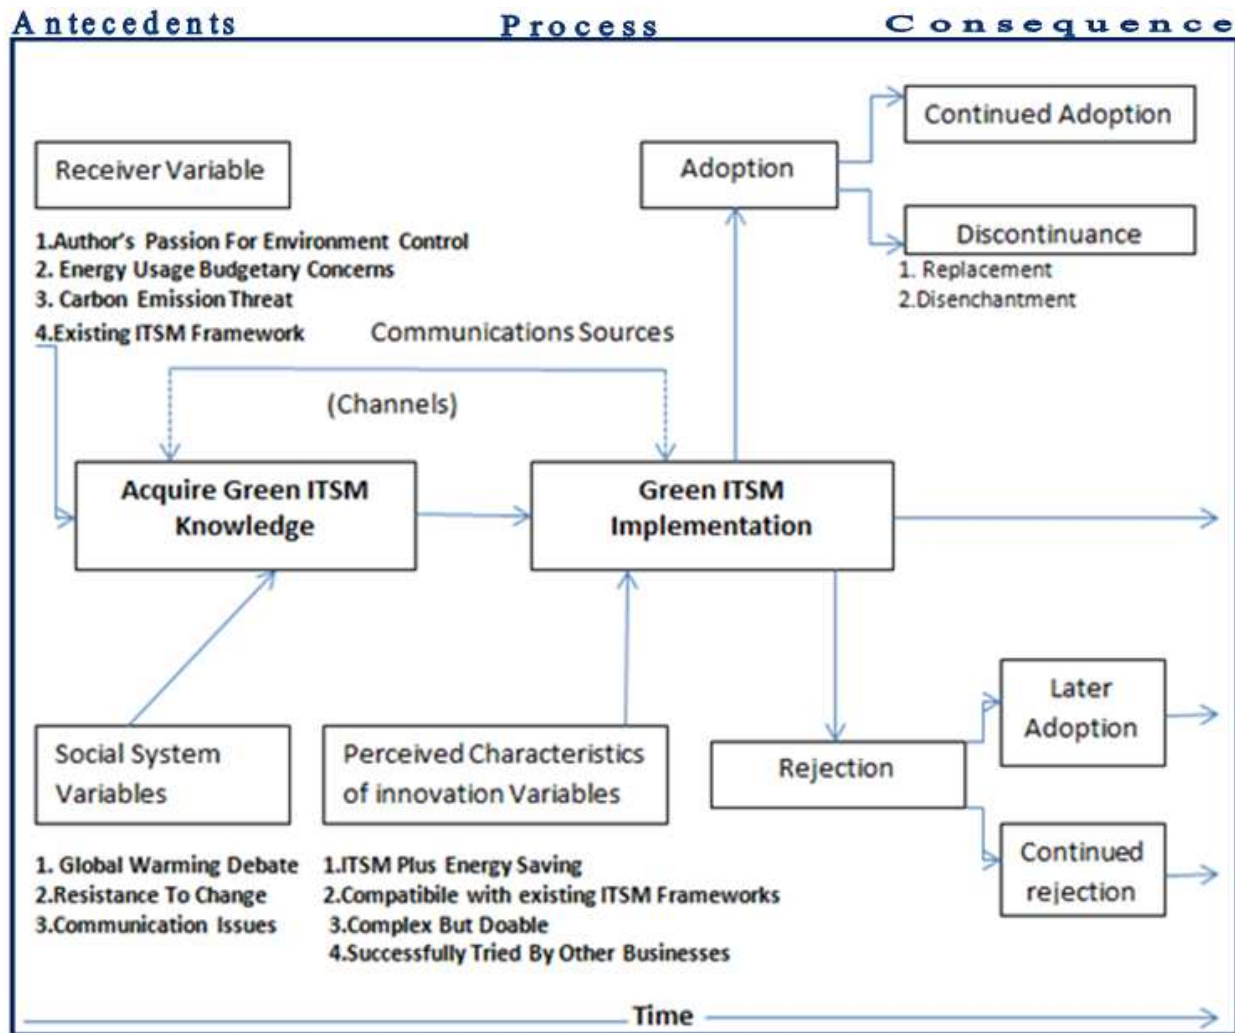 Antecedents Process Consequence
Receiver Variable
1.Author's Passion For Environment Control
2. Energy Usage Budgetary Concerns
3. Carbon Emission Threat
4.Existing ITSM Framework
Communications Sources
(Channels)
Adoption
Continued Adoption
Discontinuance
1. Replacement
2.Disenchantment
Acquire Green ITSM
Knowledge
Green ITSM
Implementation
Social System
Variables
1. Global Warming Debate
2.Resistance To Change
3.Communication Issues
Perceived Characteristics
of innovation Variables
1.ITSM Plus Energy Saving
2.Compatibile with existing ITSM Frameworks
3.Complex But Doable
4.Successfully Tried By Other Businesses
Rejection
Later
Adoption
Continued
rejection
Time